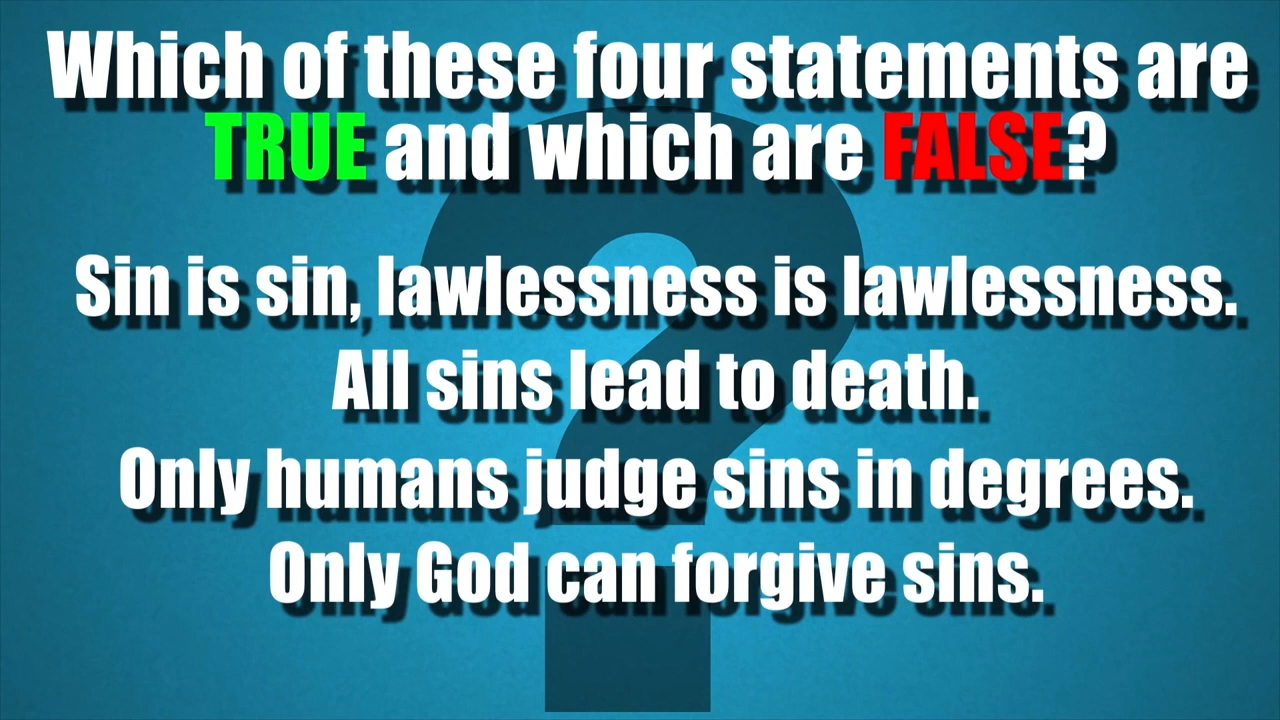 Which of these four statements are
TRUE and which are FALSE?
Sin is sin, lawlessness is lawlessness.
All sins lead to death.
Only humans judge sins in degrees.
Only God can forgive sins.